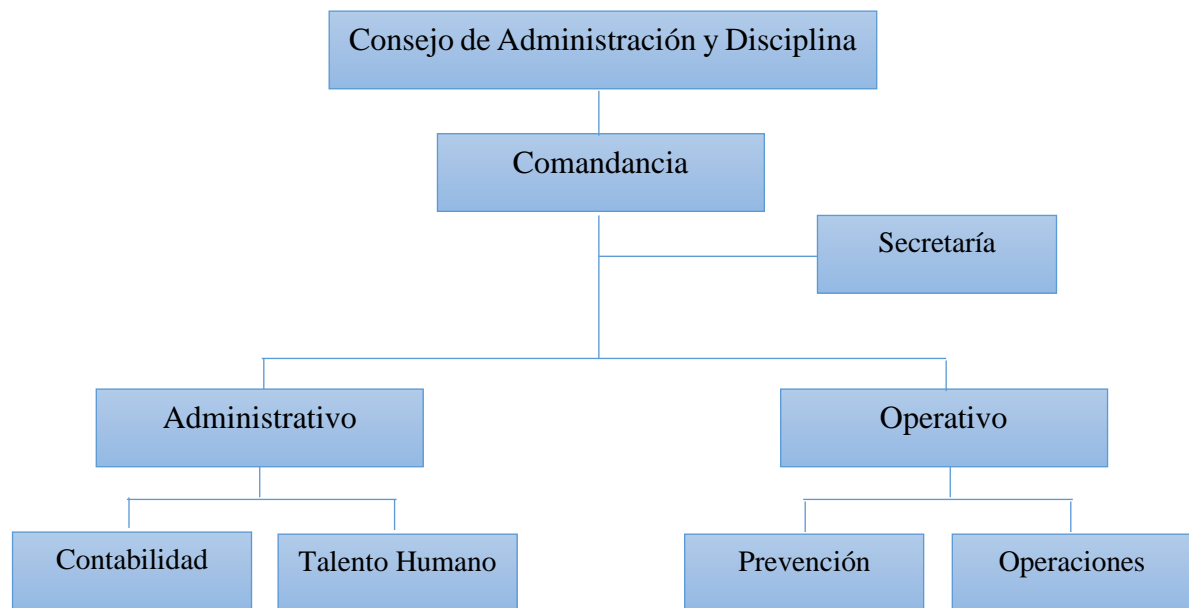 Consejo de Administración y Disciplina
Comandancia
Secretaría
Administrativo
Operativo
Contabilidad
Talento Humano
Prevención
Operaciones